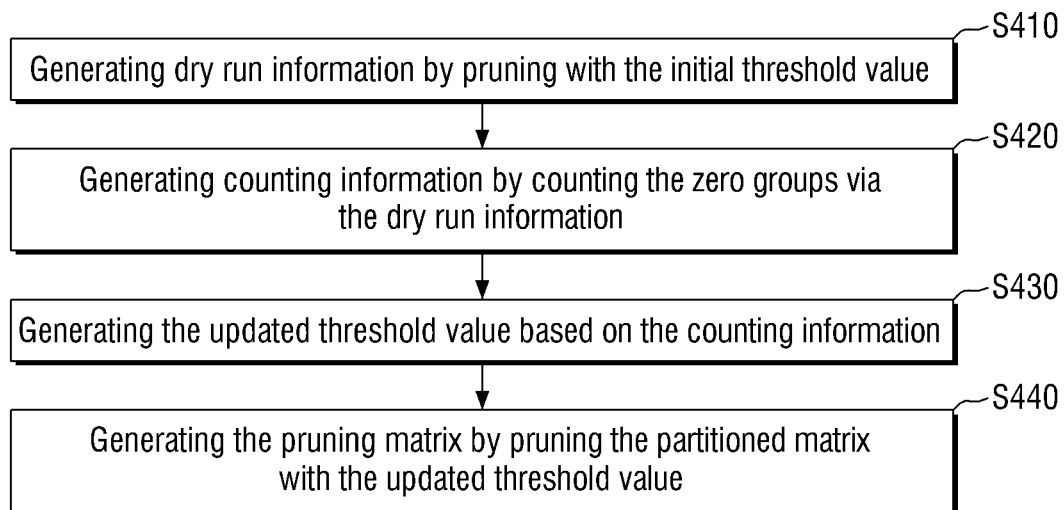 S410
Generating dry run information by pruning with the initial threshold value
S420
Generating counting information by counting the zero groups via
the dry run information
S430
Generating the updated threshold value based on the counting information
S440
Generating the pruning matrix by pruning the partitioned matrix
with the updated threshold value